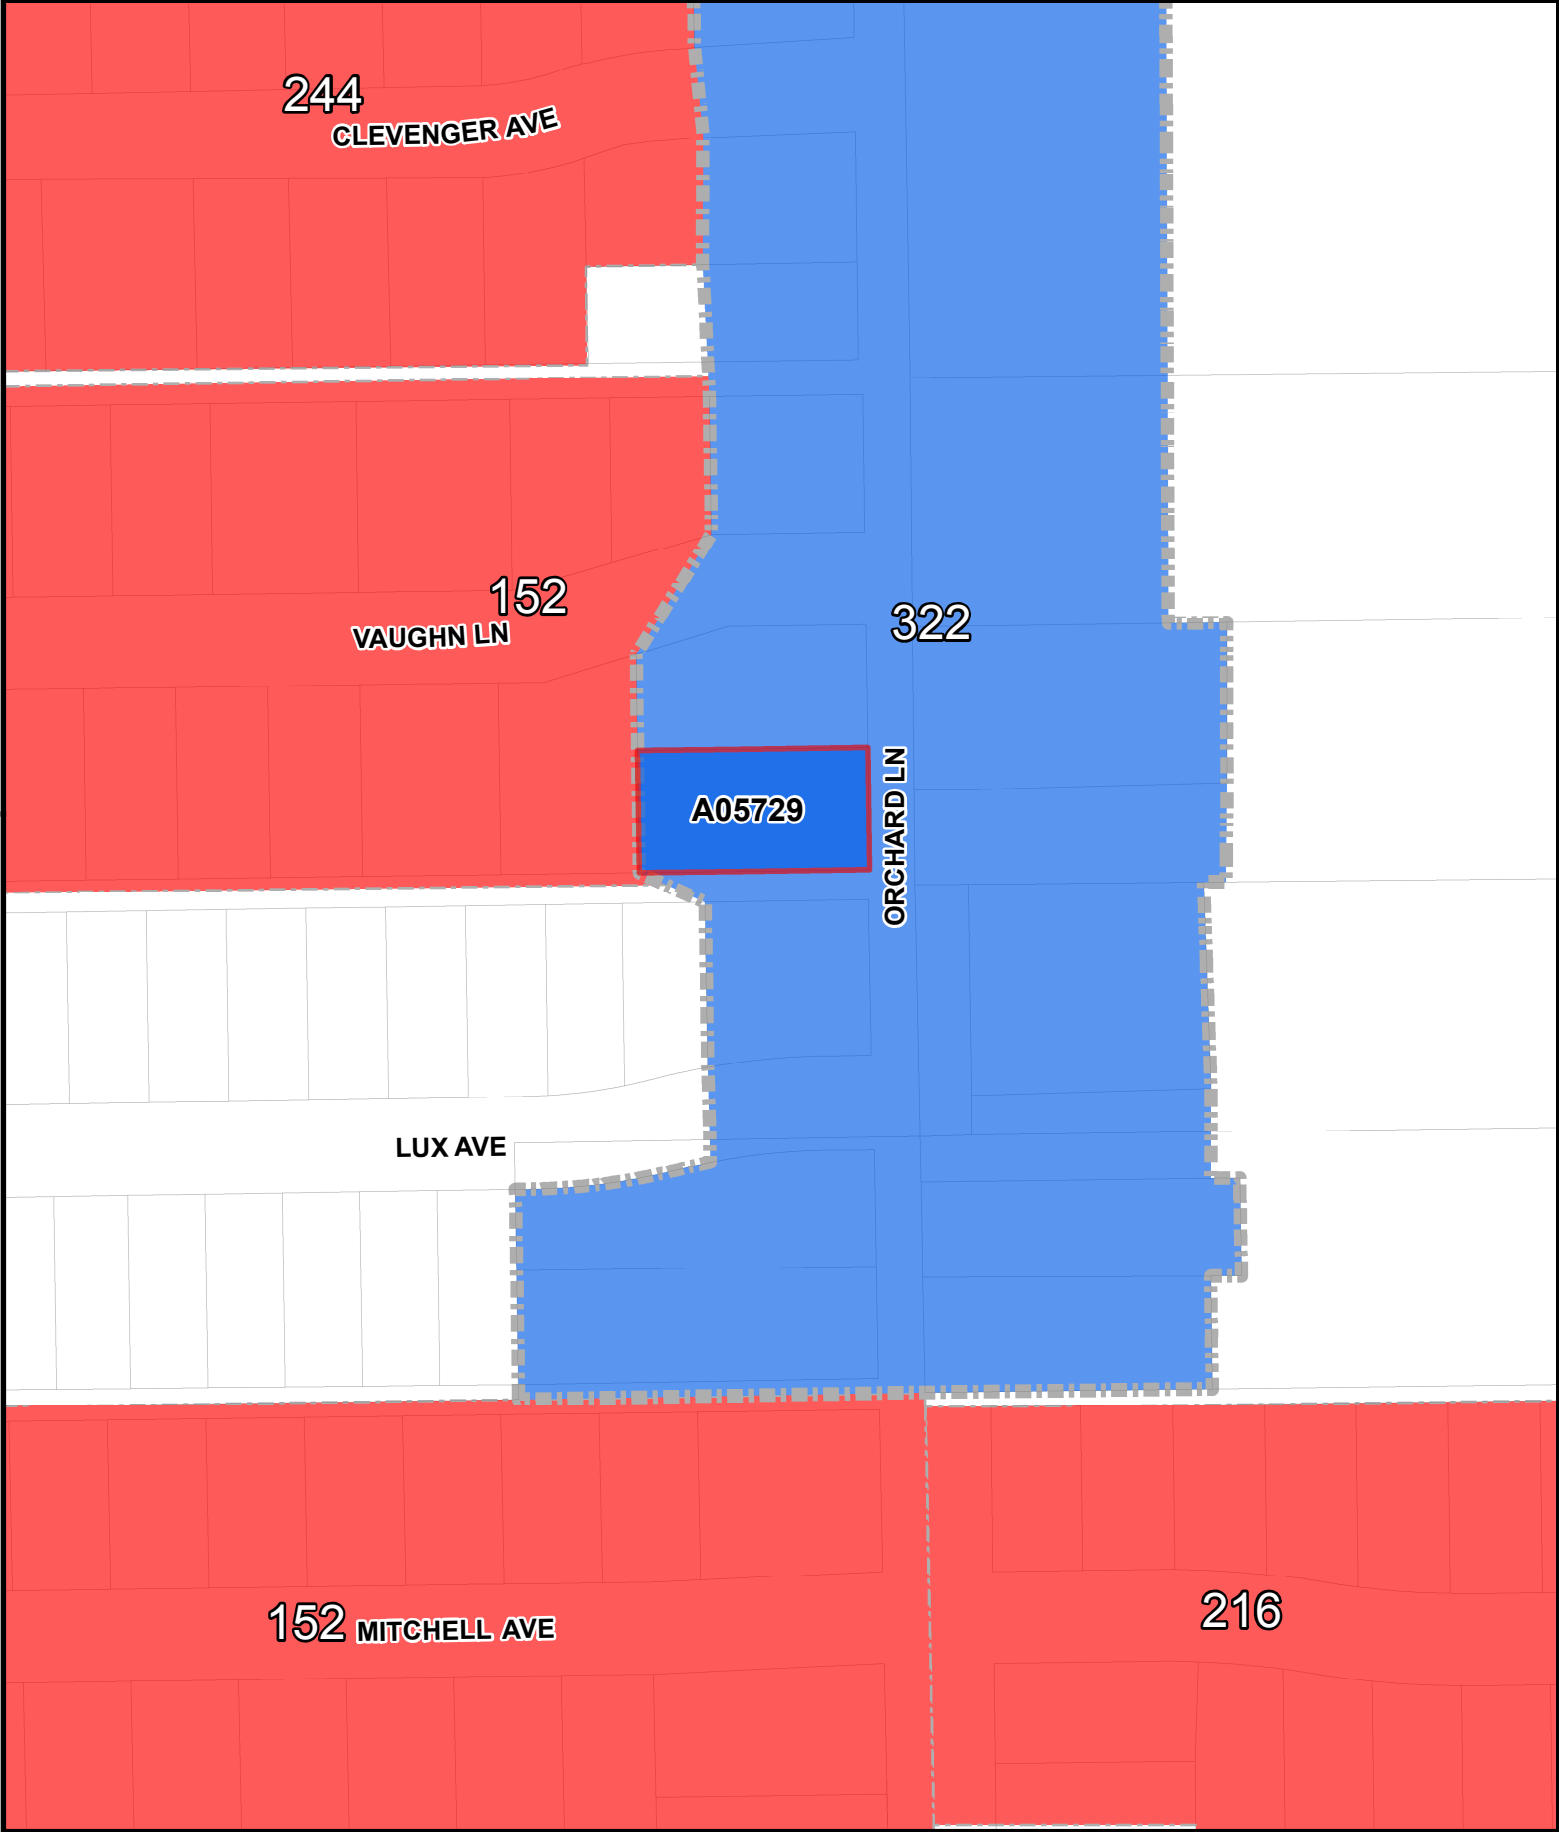 244
CLEVENGER AVE
152
VAUGHN LN
322
A05729
ORCHARD LN
LUX AVE
152
MITCHELL AVE
216